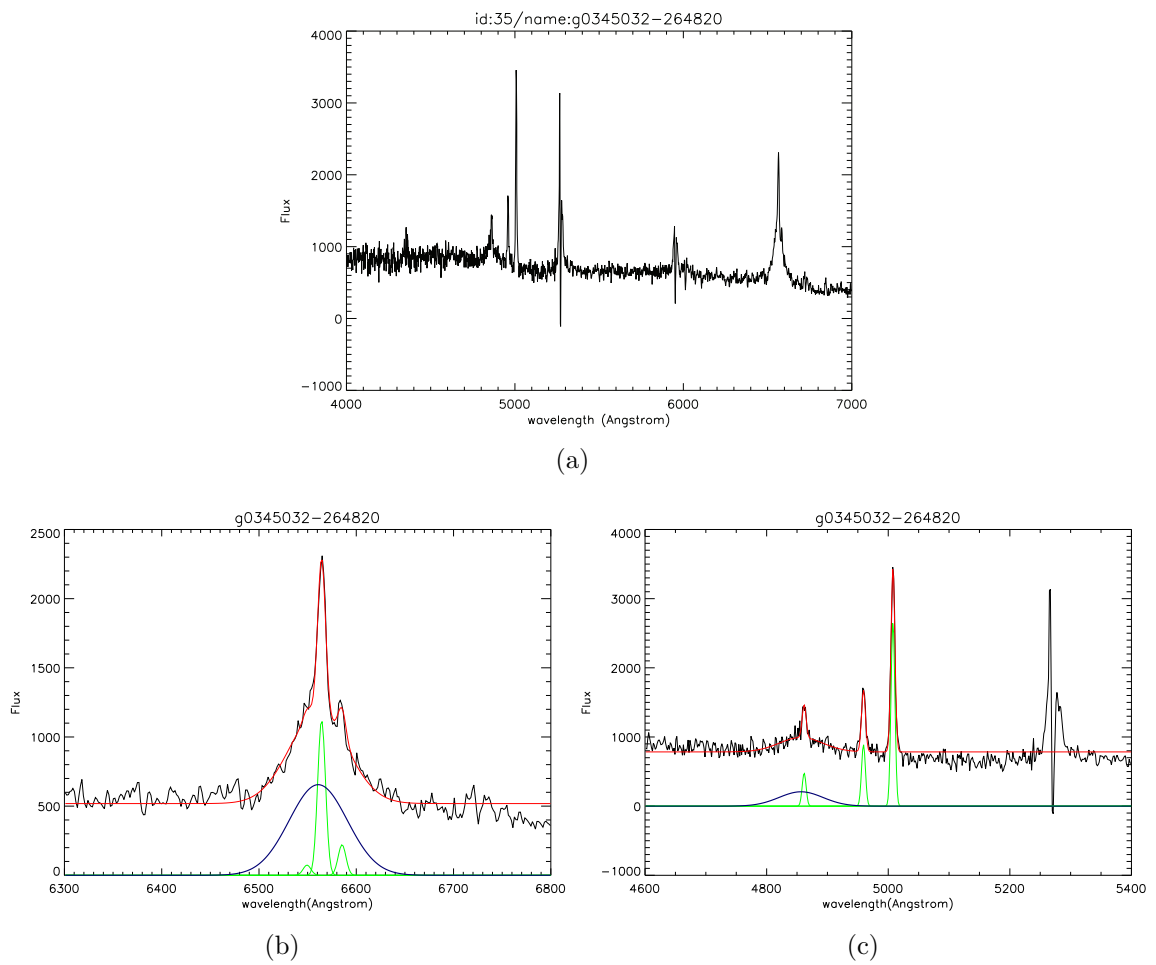 id:35/name:g0345032-264820
4000
3000
2000
1000
0
-1000
Flux
4000 5000 6000 7000
wavelength (Angstrom)
(a)
g0345032-264820
2500
2000
1500
1000
500
0
Flux
6300 6400 6500 6600 6700 6800
wavelength(Angstrom)
(b)
g0345032-264820
4000
3000
2000
1000
0
-1000
Flux
4600 4800 5000 5200 5400
wavelength(Angstrom)
(c)